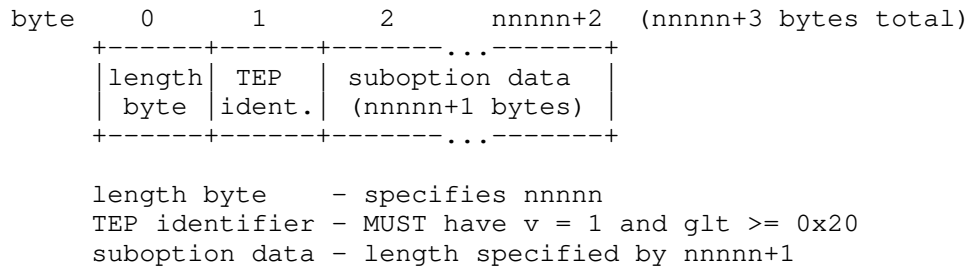 byte    0      1       2      nnnnn+2  (nnnnn+3 bytes total)
     +------+------+-------...-------+
     |length| TEP  | suboption data  |
     | byte |ident.| (nnnnn+1 bytes) |
     +------+------+-------...-------+
     length byte    - specifies nnnnn
     TEP identifier - MUST have v = 1 and glt >= 0x20
     suboption data - length specified by nnnnn+1